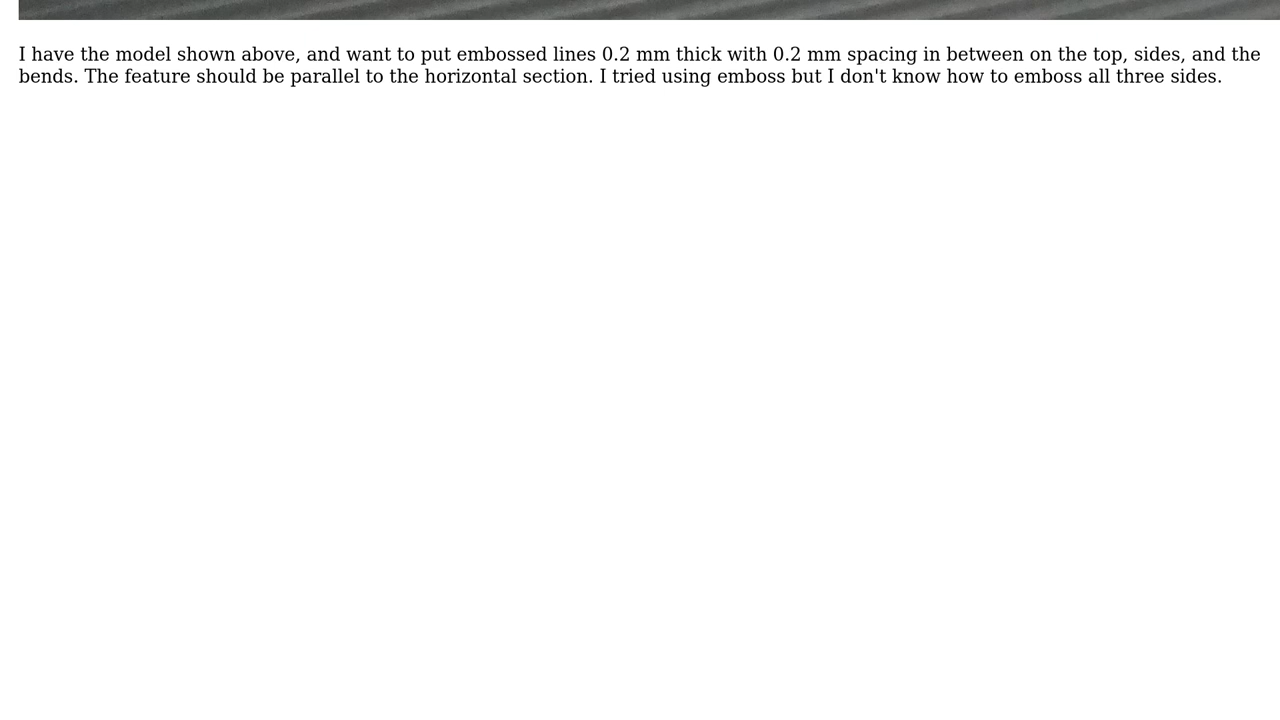 I have the model shown above, and want to put embossed lines 0.2 mm thick with 0.2 mm spacing in between on the top, sides, and the
bends. The feature should be parallel to the horizontal section. I tried using emboss but I don't know how to emboss all three sides.